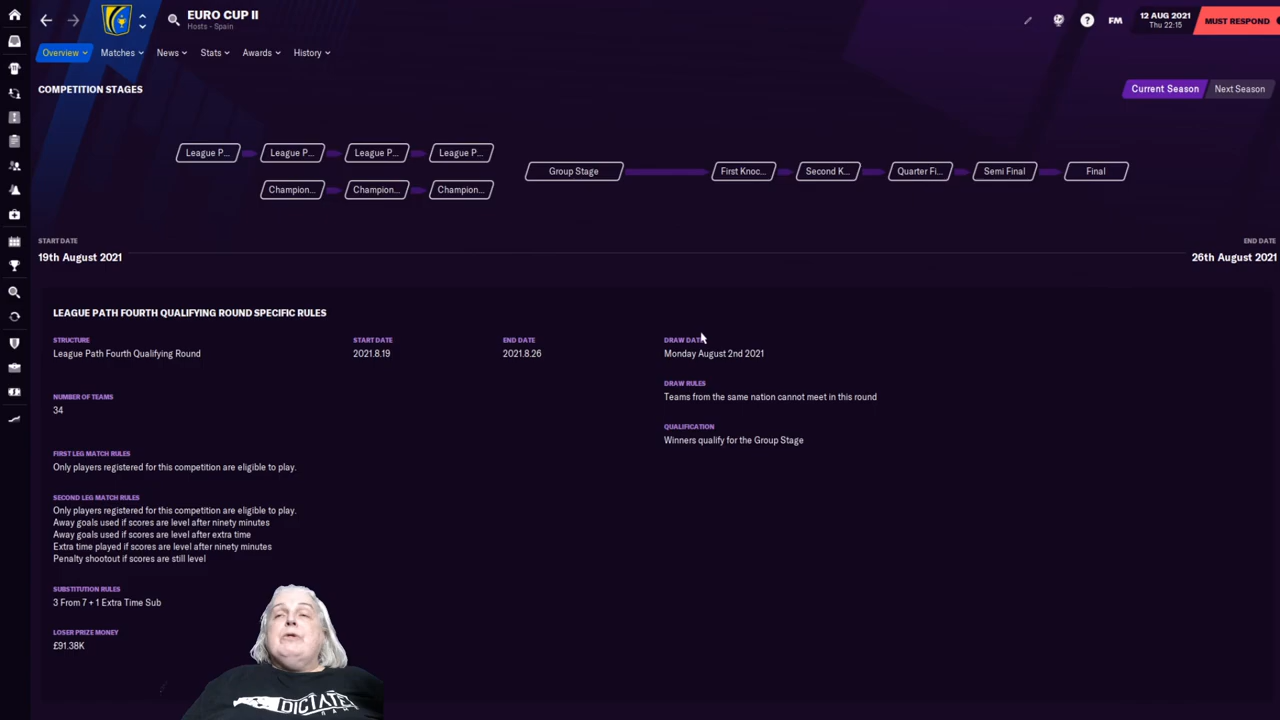 EURO CUP II
Hosts - Spain
FM
12 AUG 2021
Thu 22:15
MUST RESPOND
Overview
Matches
News
Stats
Awards
History
COMPETITION STAGES
Current Season
Next Season
League P...
League P...
League P...
League P...
Champion...
Champion...
Champion...
Group Stage
First Knoc...
Second K...
Quarter Fi...
Semi Final
Final
START DATE
19th August 2021
END DATE
26th August 2021
LEAGUE PATH FOURTH QUALIFYING ROUND SPECIFIC RULES
STRUCTURE
League Path Fourth Qualifying Round
START DATE
2021.8.19
END DATE
2021.8.26
NUMBER OF TEAMS
34
FIRST LEG MATCH RULES
Only players registered for this competition are eligible to play.
SECOND LEG MATCH RULES
Only players registered for this competition are eligible to play.
Away goals used if scores are level after ninety minutes
Away goals used if scores are level after extra time
Extra time played if scores are level after ninety minutes
Penalty shootout if scores are still level
SUBSTITUTION RULES
3 From 7 + 1 Extra Time Sub
LOSER PRIZE MONEY
£91.38K
DRAW DATE
Monday August 2nd 2021
DRAW RULES
Teams from the same nation cannot meet in this round
QUALIFICATION
Winners qualify for the Group Stage
DICTATE